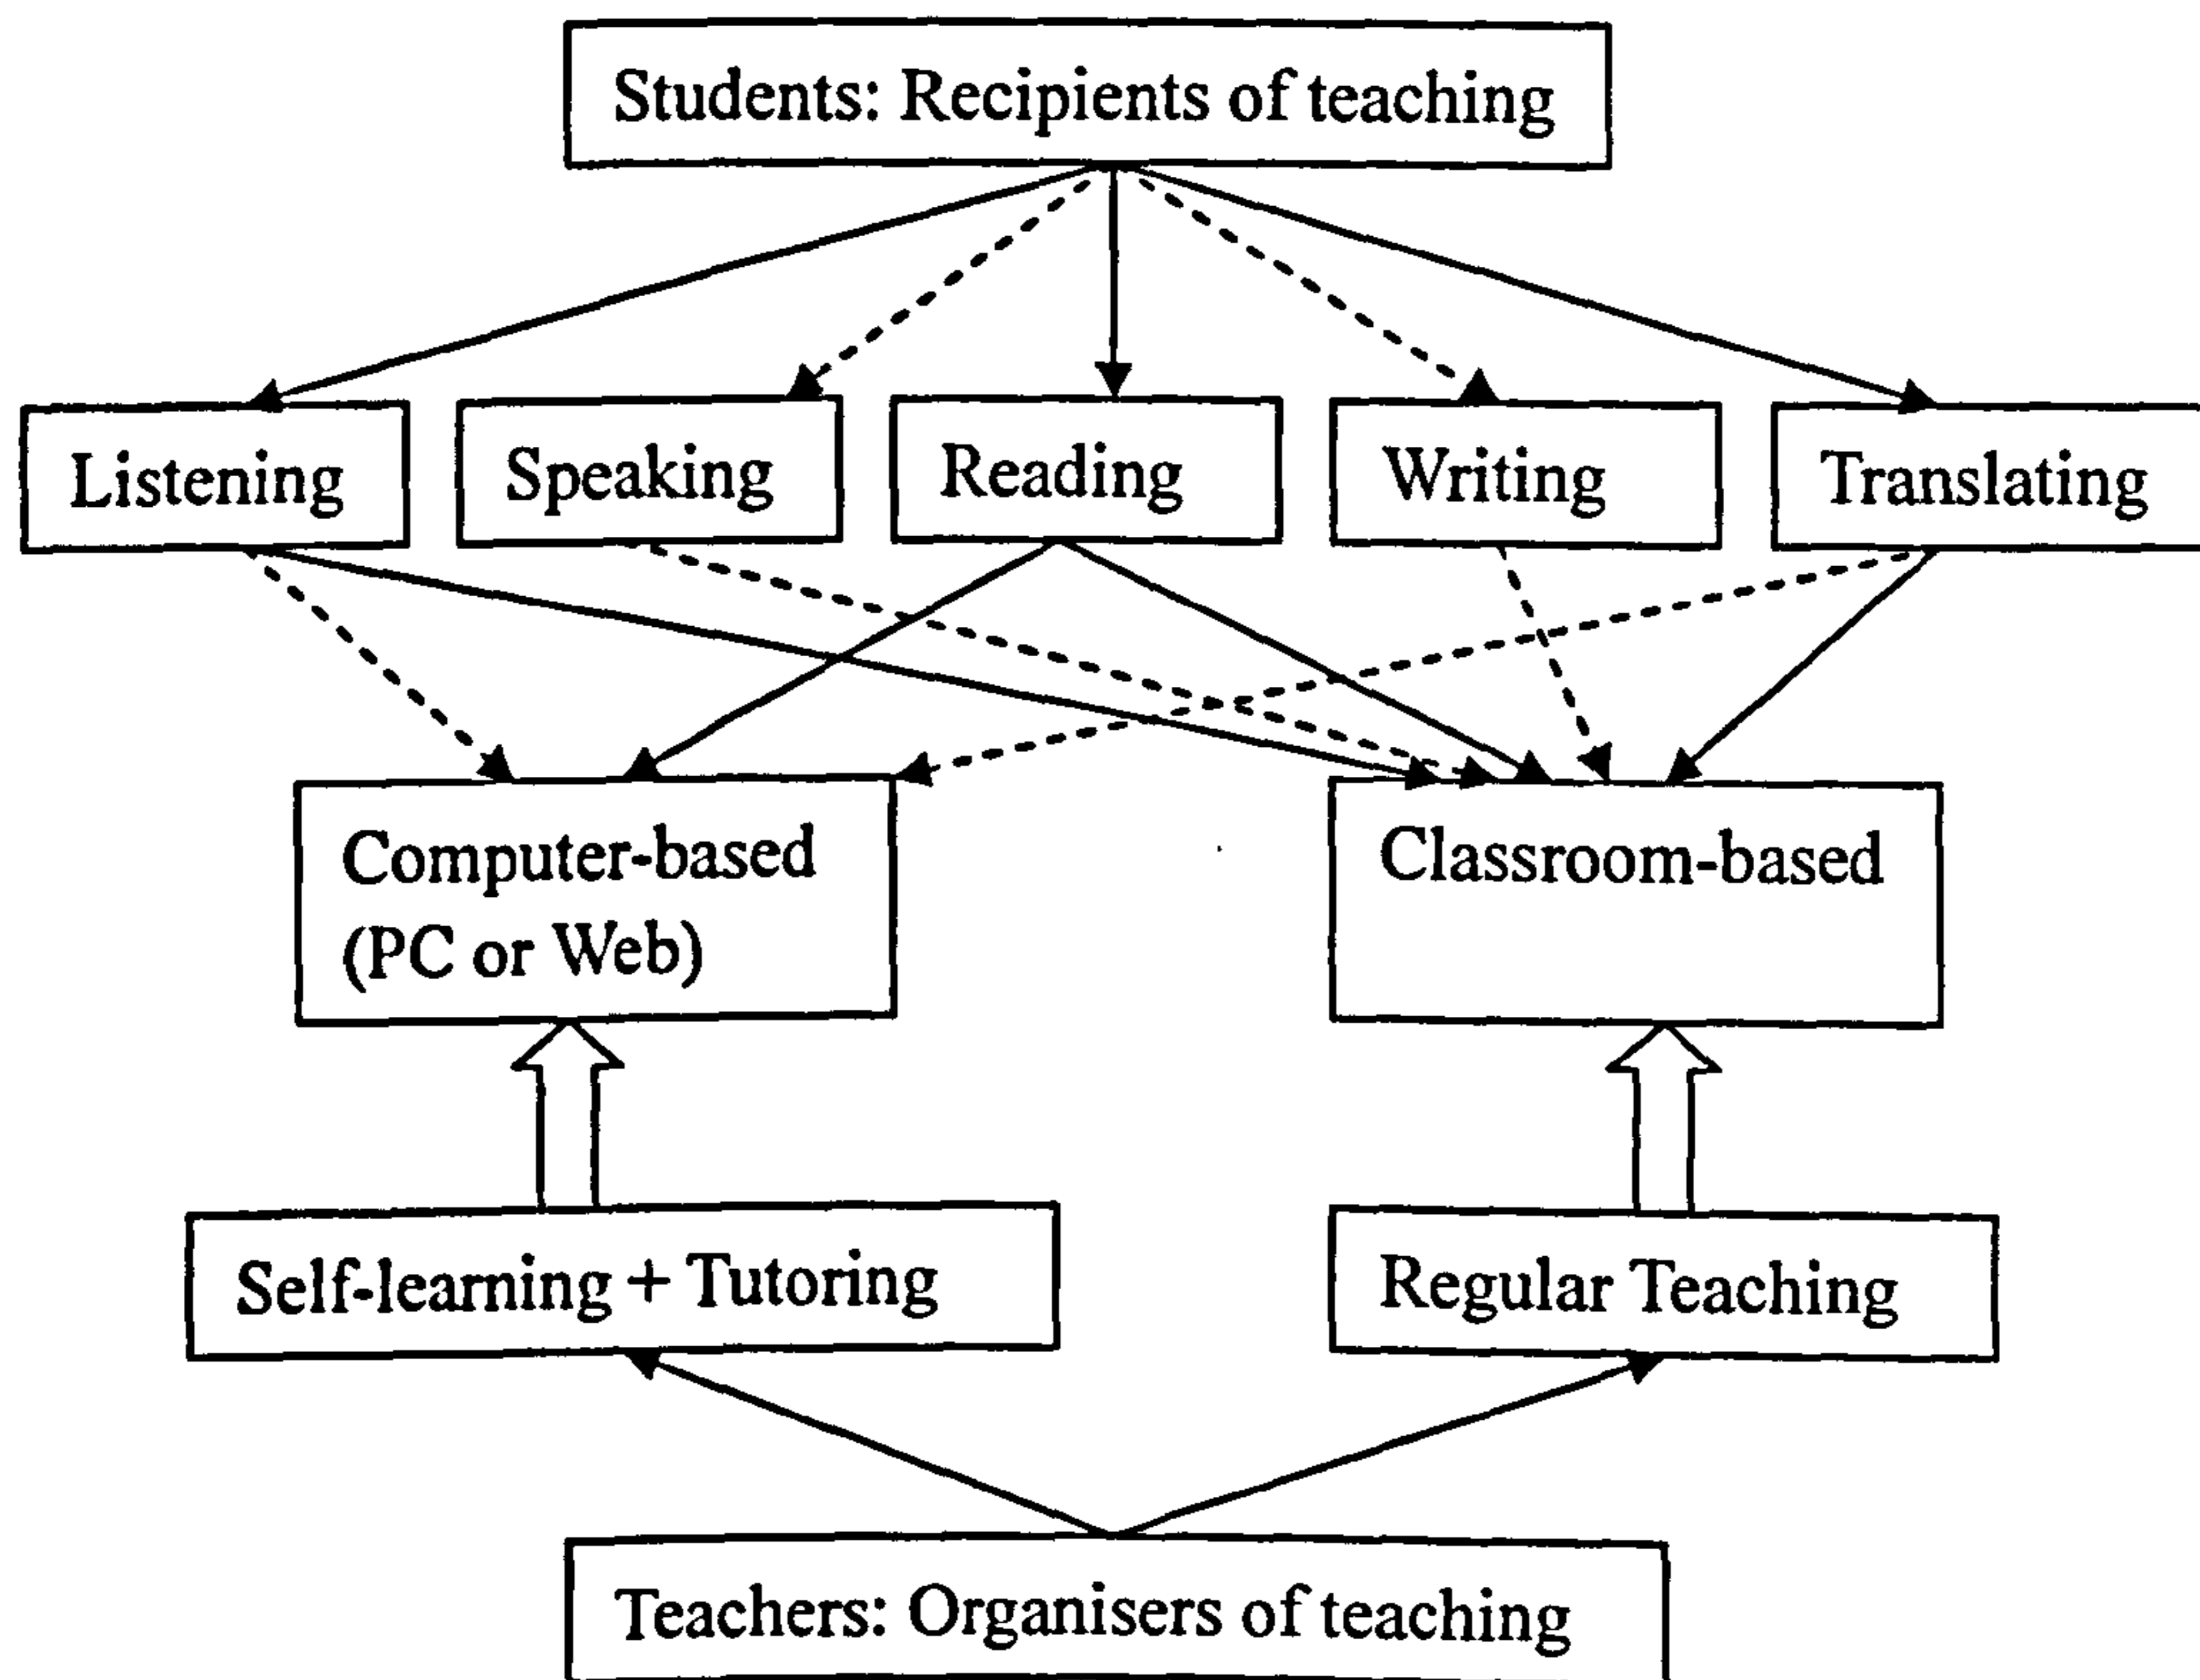 Students: Recipients of teaching
Listening
Speaking
Reading
Writing
Translating
Computer-based
(PC or Web)
Classroom-based
Self-learning + Tutoring
Regular Teaching
Teachers: Organisers of teaching